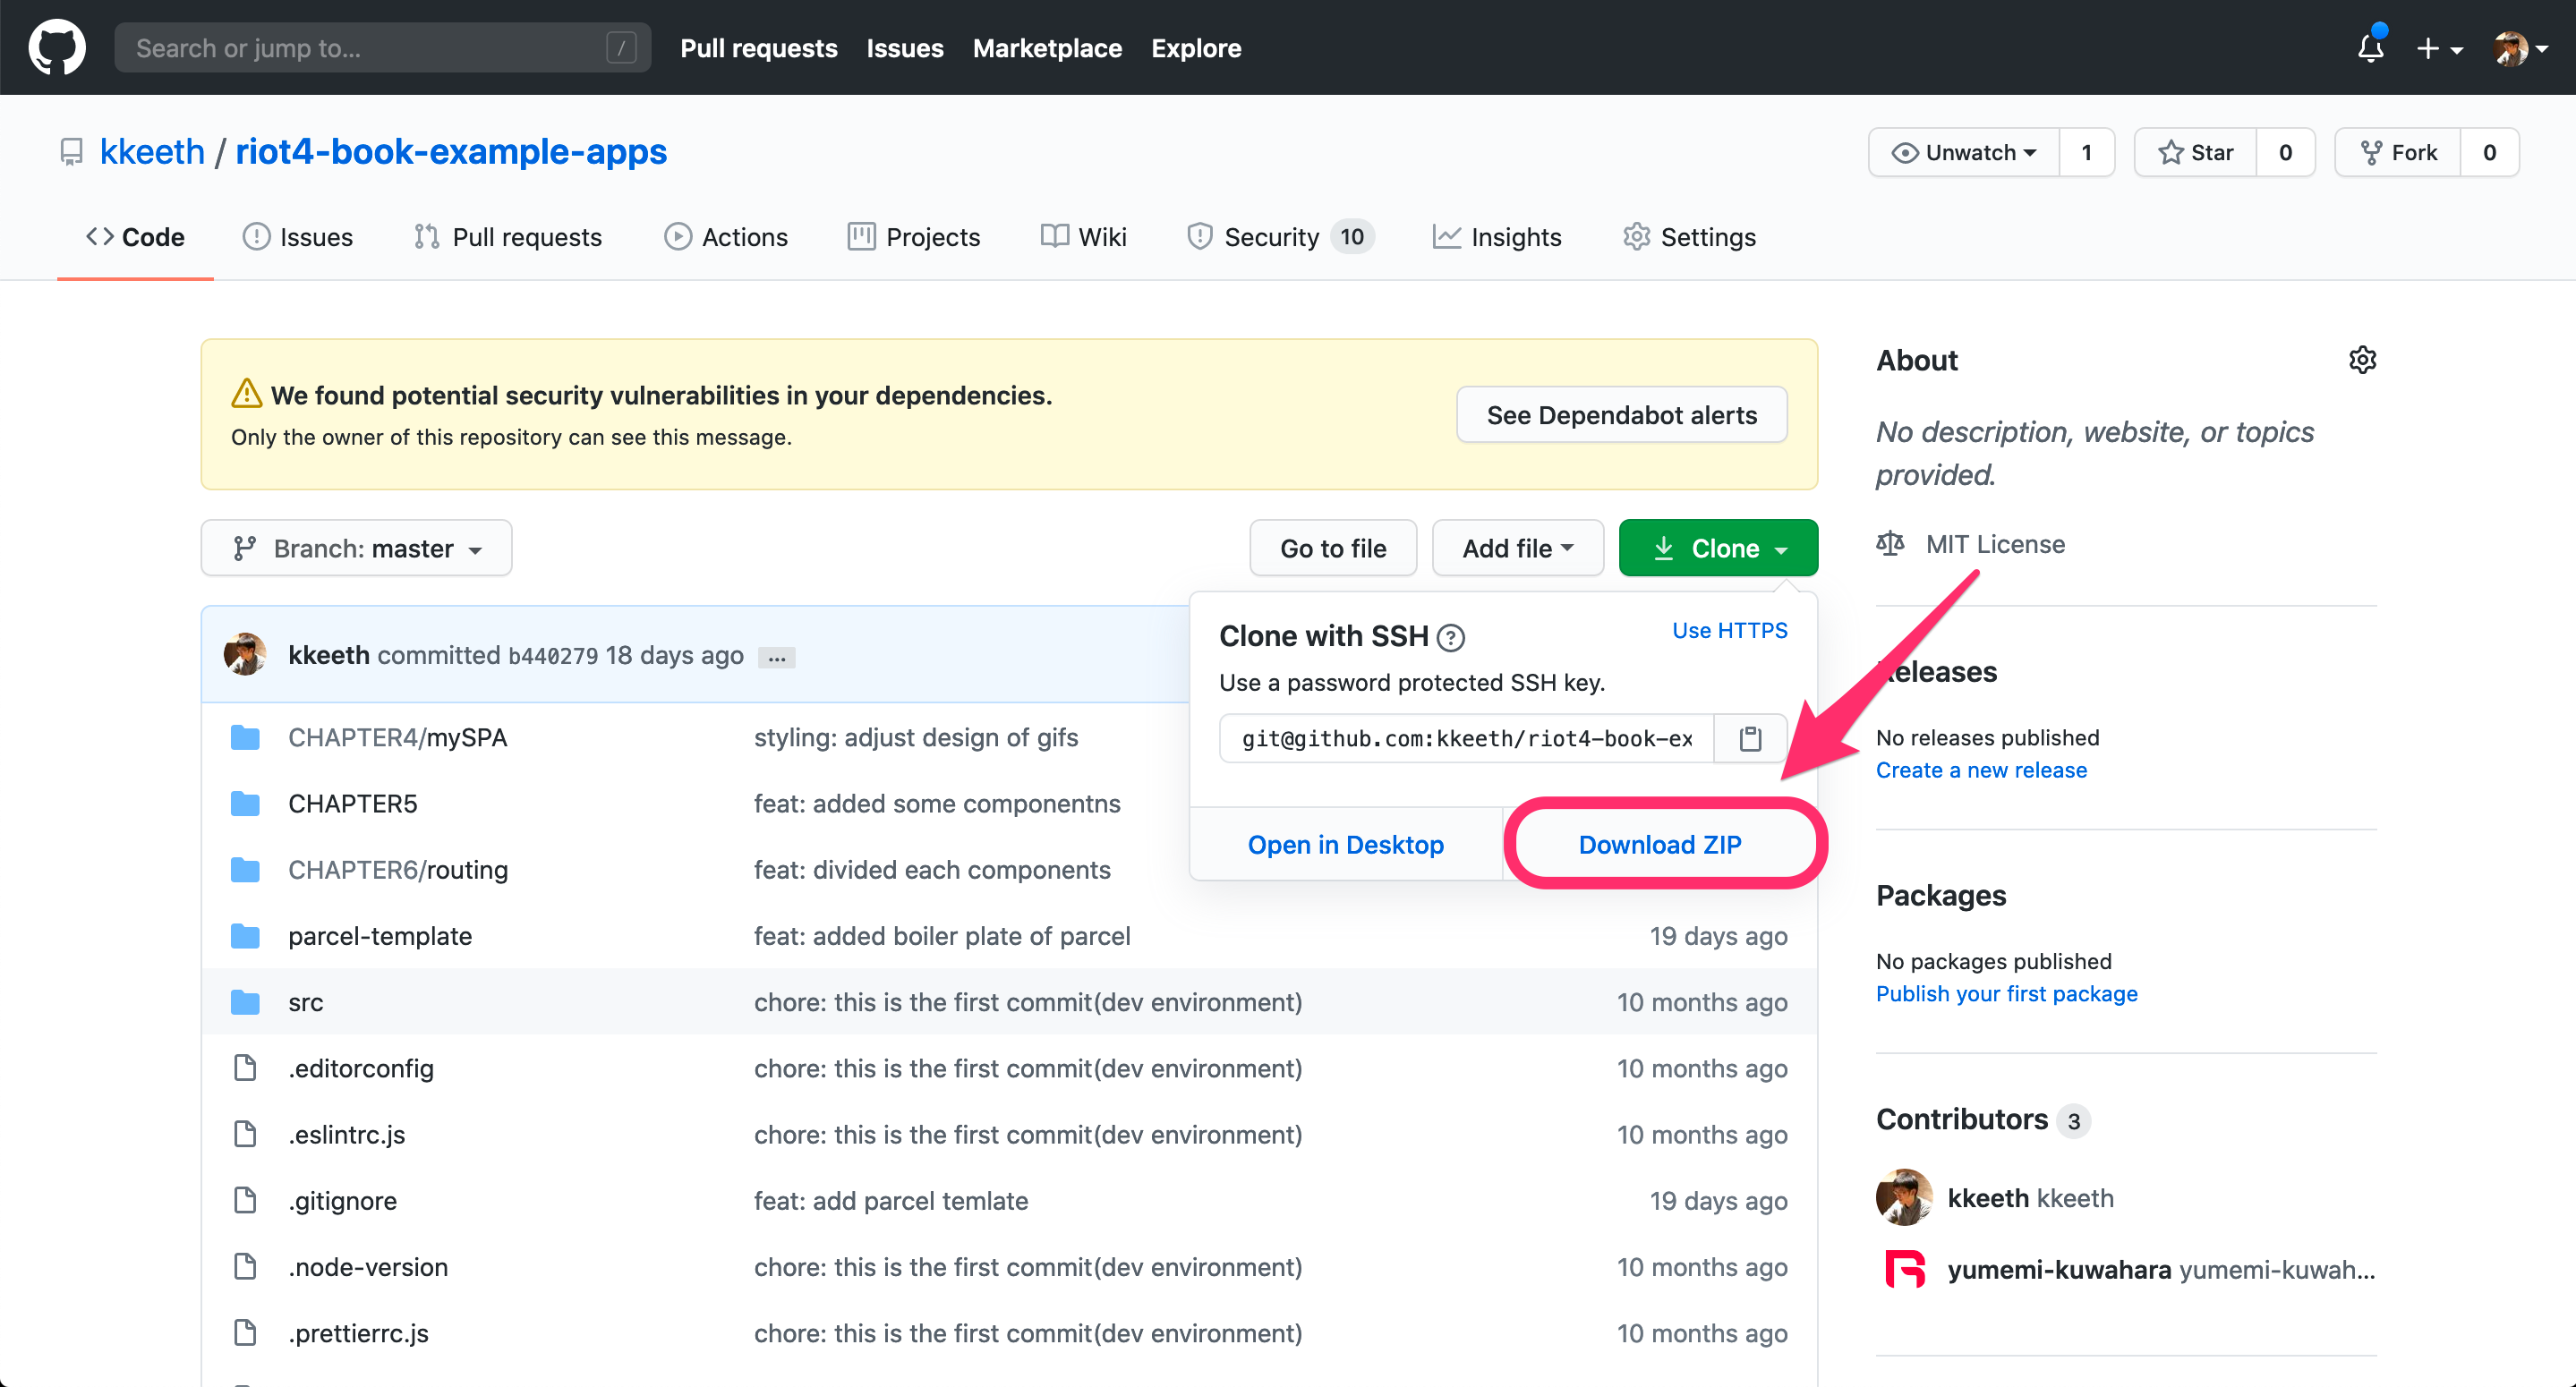 Search or jump to... /
Pull requests Issues Marketplace Explore
kkeeth / riot4-book-example-apps
Unwatch 1 Star 0 Fork 0
Code Issues Pull requests Actions Projects Wiki Security 10 Insights Settings
We found potential security vulnerabilities in your dependencies.
Only the owner of this repository can see this message.
See Dependabot alerts
Branch: master Go to file Add file Clone
kkeeth committed b440279 18 days ago ...
Clone with SSH ? Use HTTPS
Use a password protected SSH key.
git@github.com:kkeeth/riot4-book-ex
Open in Desktop Download ZIP
CHAPTER4/mySPA styling: adjust design of gifs
CHAPTER5 feat: added some componentns
CHAPTER6/routing feat: divided each components
parcel-template feat: added boiler plate of parcel 19 days ago
src chore: this is the first commit(dev environment) 10 months ago
.editorconfig chore: this is the first commit(dev environment) 10 months ago
.eslintrc.js chore: this is the first commit(dev environment) 10 months ago
.gitignore feat: add parcel temlate 19 days ago
.node-version chore: this is the first commit(dev environment) 10 months ago
.prettierrc.js chore: this is the first commit(dev environment) 10 months ago
About
No description, website, or topics
provided.
MIT License
Releases
No releases published
Create a new release
Packages
No packages published
Publish your first package
Contributors 3
kkeeth kkeeth
yumemi-kuwahara yumemi-kuwah...